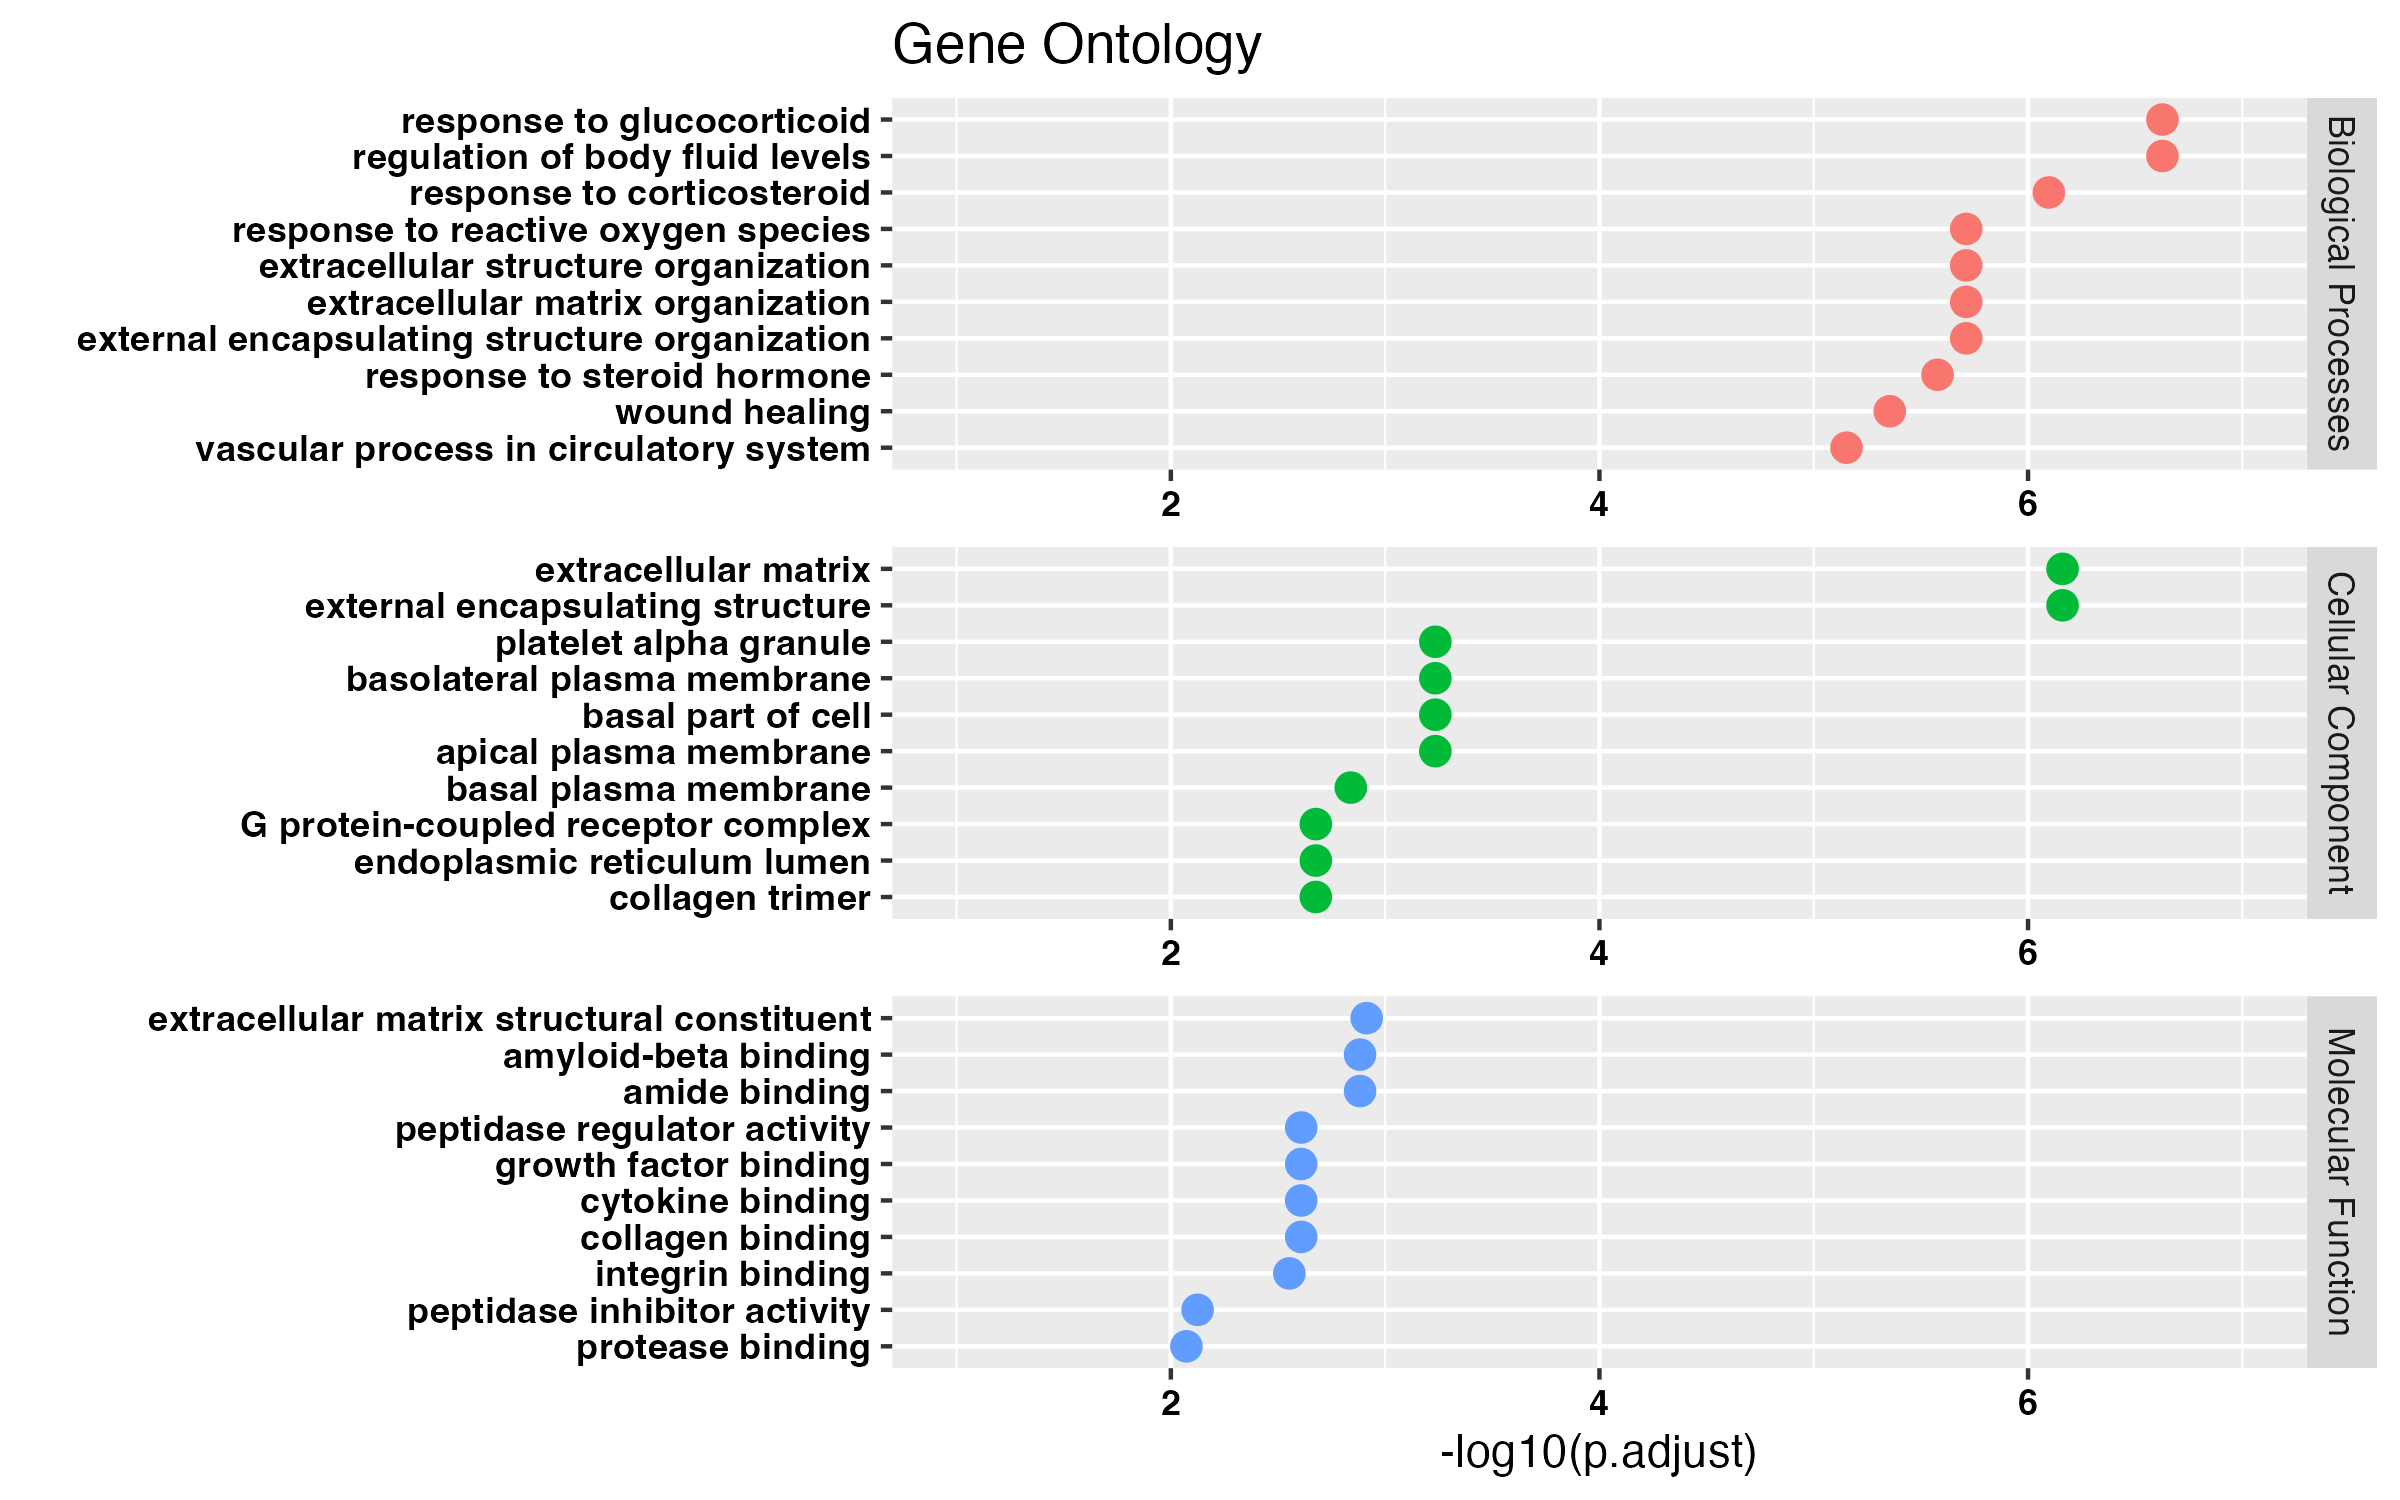 Gene Ontology
response to glucocorticoid
regulation of body fluid levels
response to corticosteroid
response to reactive oxygen species
extracellular structure organization
extracellular matrix organization
external encapsulating structure organization
response to steroid hormone
wound healing
vascular process in circulatory system
Biological Processes
2 4 6
extracellular matrix
external encapsulating structure
platelet alpha granule
basolateral plasma membrane
basal part of cell
apical plasma membrane
basal plasma membrane
G protein-coupled receptor complex
endoplasmic reticulum lumen
collagen trimer
Cellular Component
2 4 6
extracellular matrix structural constituent
amyloid-beta binding
amide binding
peptidase regulator activity
growth factor binding
cytokine binding
collagen binding
integrin binding
peptidase inhibitor activity
protease binding
Molecular Function
2 4 6
-log10(p.adjust)